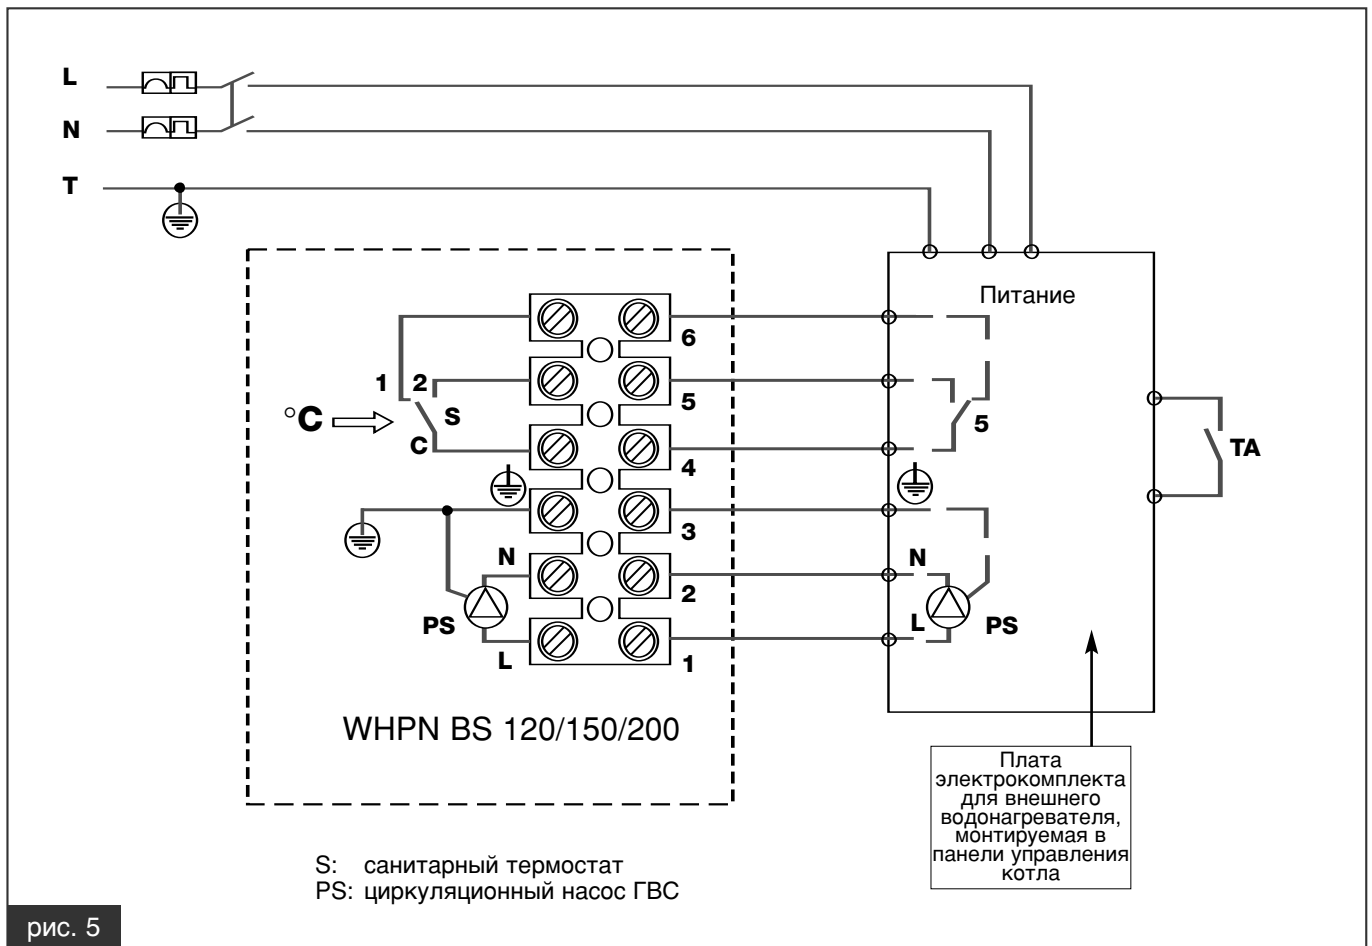 L
N
T
Питание
6
1 2
5
°C
S
5
C
TA
4
3
N
N
2
PS
L
PS
L
1
WHPN BS 120/150/200
Плата
электрокомплекта
для внешнего
водонагревателя,
монтируемая в
панели управления
котла
S: санитарный термостат
PS: циркуляционный насос ГВС
рис. 5